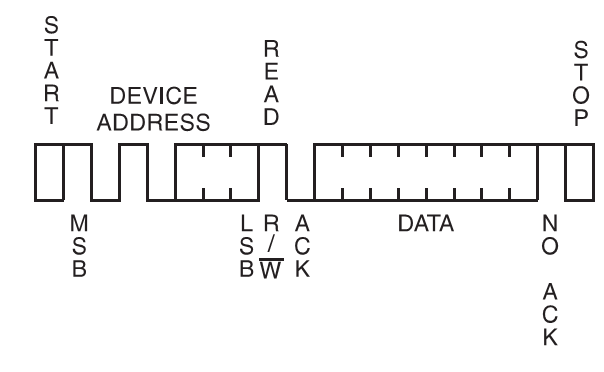 START
DEVICE
ADDRESS
READ
STOP
MSB
LSB
R/W
ACK
DATA
NO ACK